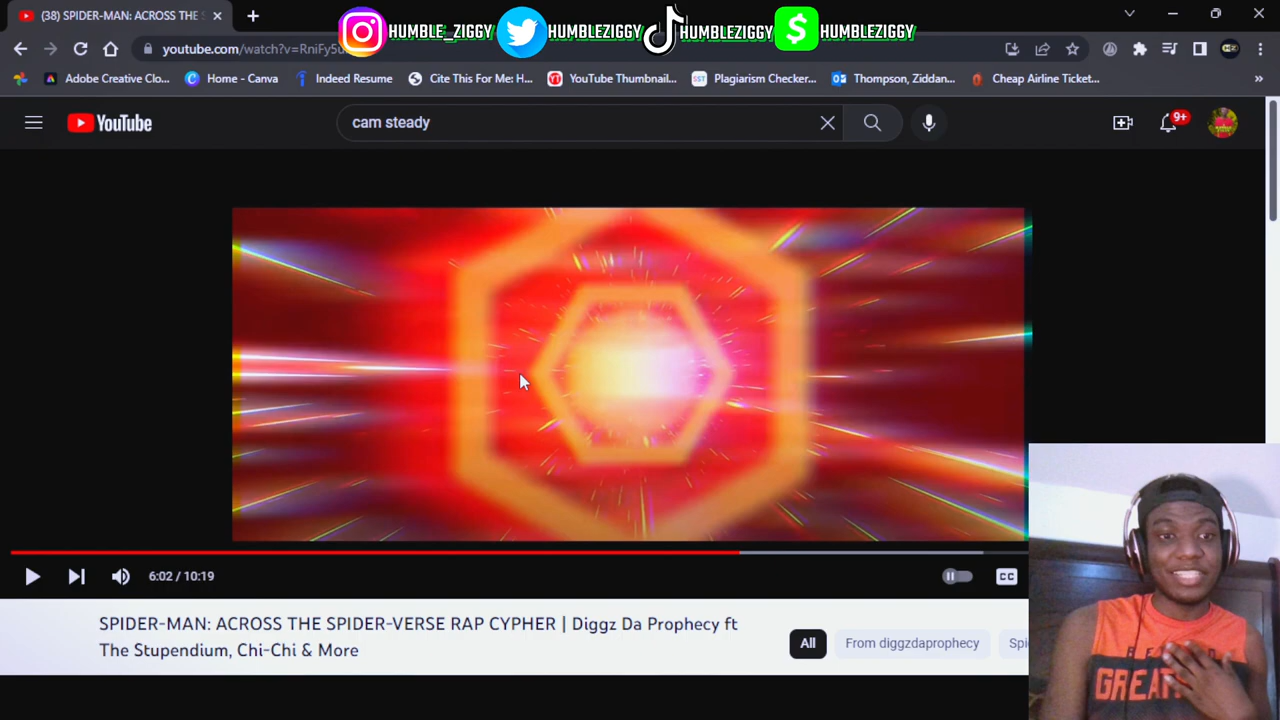 (38) SPIDER-MAN: ACROSS THE S
HUMBLE_ZIGGY HUMBLEZIGGY HUMBLEZIGGY HUMBLEZIGGY
youtube.com/watch?v=RniFy5
Adobe Creative Clo... Home - Canva Indeed Resume Cite This For Me: H... YouTube Thumbnail... Plagiarism Checker... Thompson, Ziddan... Cheap Airline Ticket...
YouTube cam steady 9+
6:02 / 10:19 CC
SPIDER-MAN: ACROSS THE SPIDER-VERSE RAP CYPHER | Diggz Da Prophecy ft
The Stupendium, Chi-Chi & More
All From diggzdaprophecy Spi
GREAT